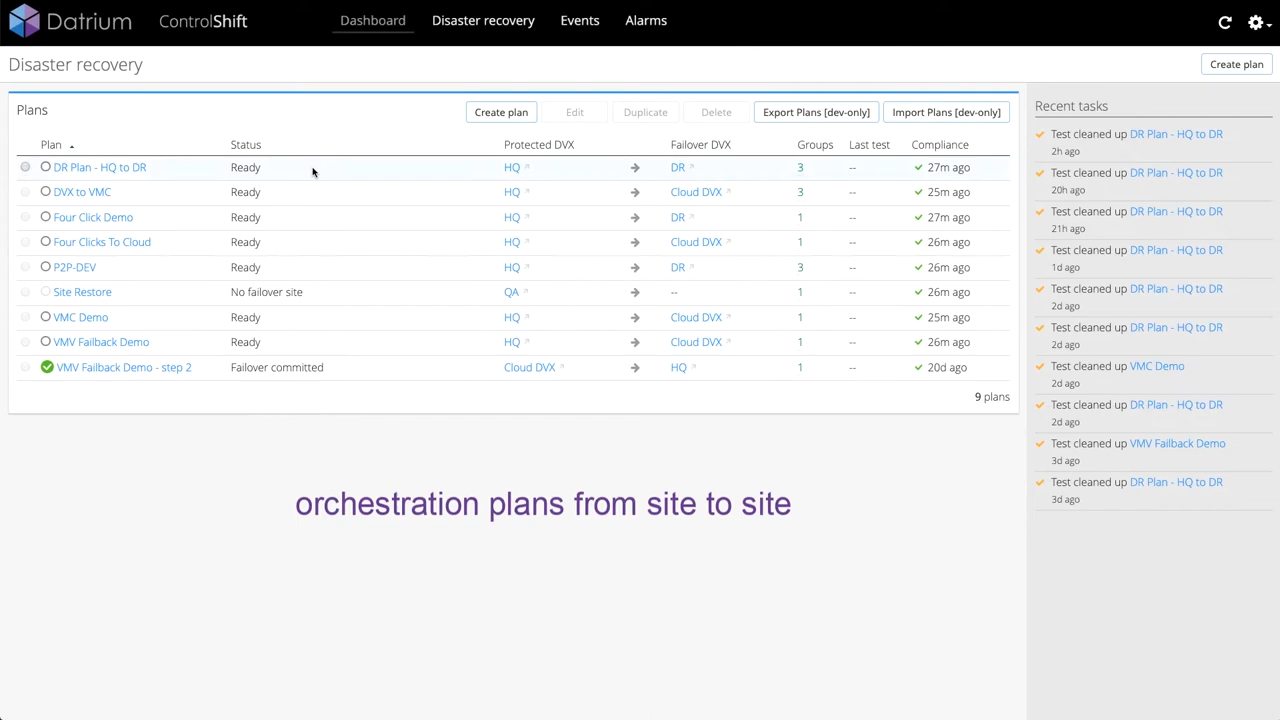 Datrium ControlShift Dashboard Disaster recovery Events Alarms
Disaster recovery Create plan
Plans Create plan Edit Duplicate Delete Export Plans [dev-only] Import Plans [dev-only]
Plan Status Protected DVX Failover DVX Groups Last test Compliance
DR Plan - HQ to DR Ready HQ DR 3 -- 27m ago
DVX to VMC Ready HQ Cloud DVX 3 -- 25m ago
Four Click Demo Ready HQ DR 1 -- 27m ago
Four Clicks To Cloud Ready HQ Cloud DVX 1 -- 26m ago
P2P-DEV Ready HQ DR 3 -- 26m ago
Site Restore No failover site QA -- 1 -- 26m ago
VMC Demo Ready HQ Cloud DVX 1 -- 25m ago
VMV Failback Demo Ready HQ Cloud DVX 1 -- 26m ago
VMV Failback Demo - step 2 Failover committed Cloud DVX HQ 1 -- 20d ago
9 plans
orchestration plans from site to site
Recent tasks
Test cleaned up DR Plan - HQ to DR
2h ago
Test cleaned up DR Plan - HQ to DR
20h ago
Test cleaned up DR Plan - HQ to DR
21h ago
Test cleaned up DR Plan - HQ to DR
1d ago
Test cleaned up DR Plan - HQ to DR
2d ago
Test cleaned up DR Plan - HQ to DR
2d ago
Test cleaned up VMC Demo
2d ago
Test cleaned up DR Plan - HQ to DR
2d ago
Test cleaned up VMV Failback Demo
3d ago
Test cleaned up DR Plan - HQ to DR
3d ago